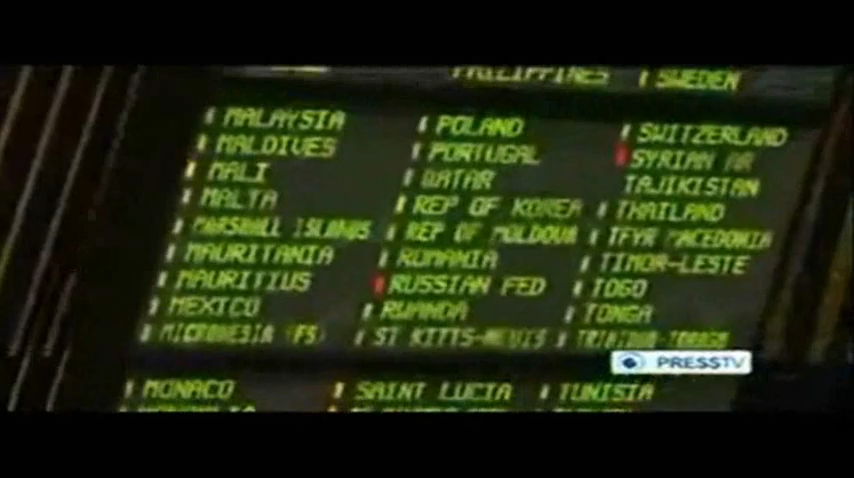 PHILIPPINES SWEDEN
MALAYSIA POLAND SWITZERLAND
MALDIVES PORTUGAL SYRIAN AR
MALI QATAR TAJIKISTAN
MALTA REP OF KOREA THAILAND
MARSHALL ISLANDS REP OF MOLDOVA TFYR MACEDONIA
MAURITANIA ROMANIA TIMOR-LESTE
MAURITIUS RUSSIAN FED TOGO
MEXICO RWANDA TONGA
MICRONESIA (FS) ST KITTS-NEVIS TRINIDAD-TOBAGO
PRESSTV
MONACO SAINT LUCIA TUNISIA